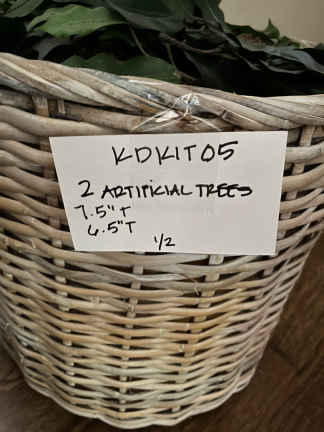 KDKIT05
2 ARTIFICIAL TREES
7.5" T
6.5" T
1/2